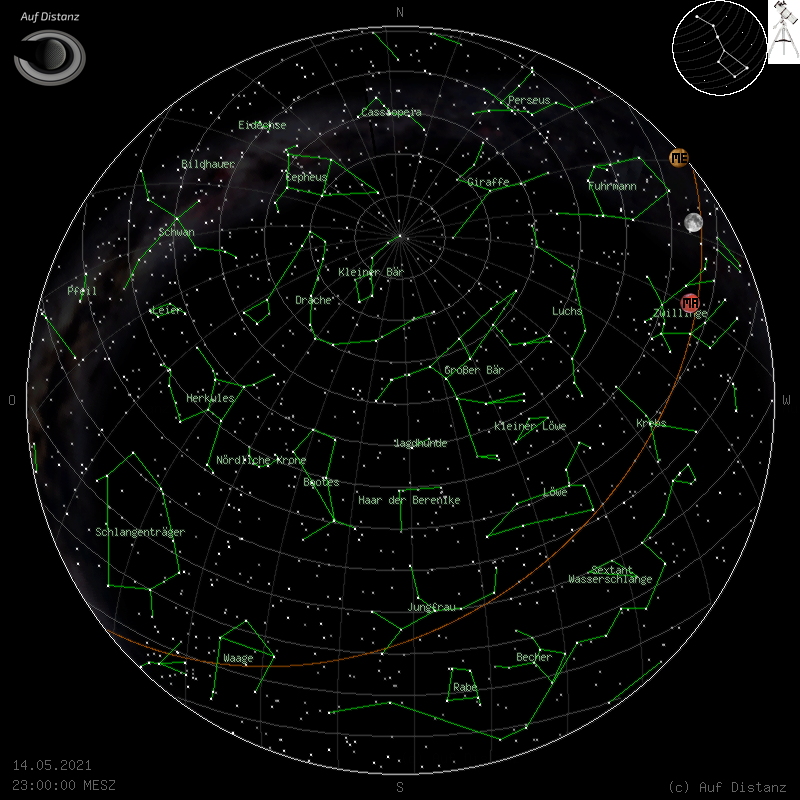 Auf Distanz
N
Perseus
Cassiopera
Eidechse
ME
Bildhauer
Cepheus
Giraffe
Fuhrmann
Schwan
Kleiner Bär
Pfeil
Drache
MA
Leier
Luchs
Zwillinge
Großer Bär
O
Herkules
W
Kleiner Löwe
Krebs
Jagdhunde
Nördliche Krone
Bootes
Haar der Berenike
Löwe
Schlangenträger
Sextant
Wasserschlange
Jungfrau
Waage
Becher
Rabe
14.05.2021
23:00:00 MESZ
S
(c) Auf Distanz